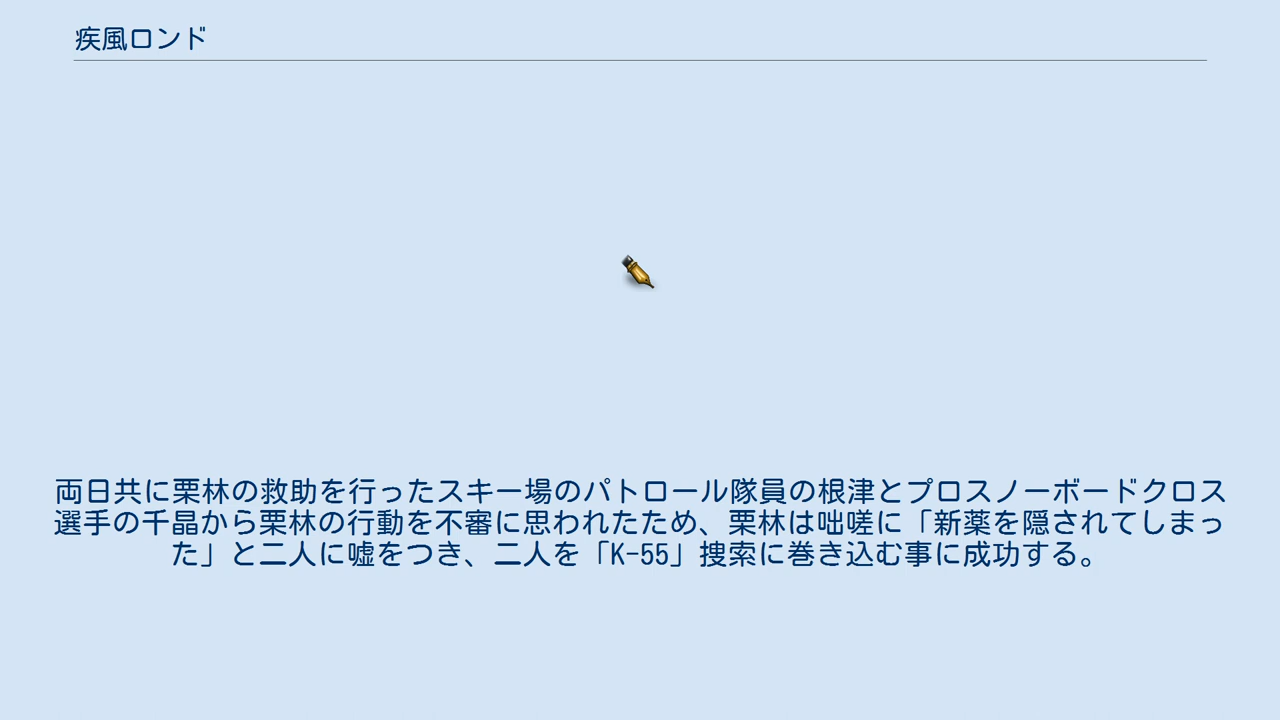 疾風ロンド
両日共に栗林の救助を行ったスキー場のパトロール隊員の根津とプロスノーボードクロス
選手の千晶から栗林の行動を不審に思われたため、栗林は咄嗟に「新薬を隠されてしまっ
た」と二人に嘘をつき、二人を「K-55」捜索に巻き込む事に成功する。